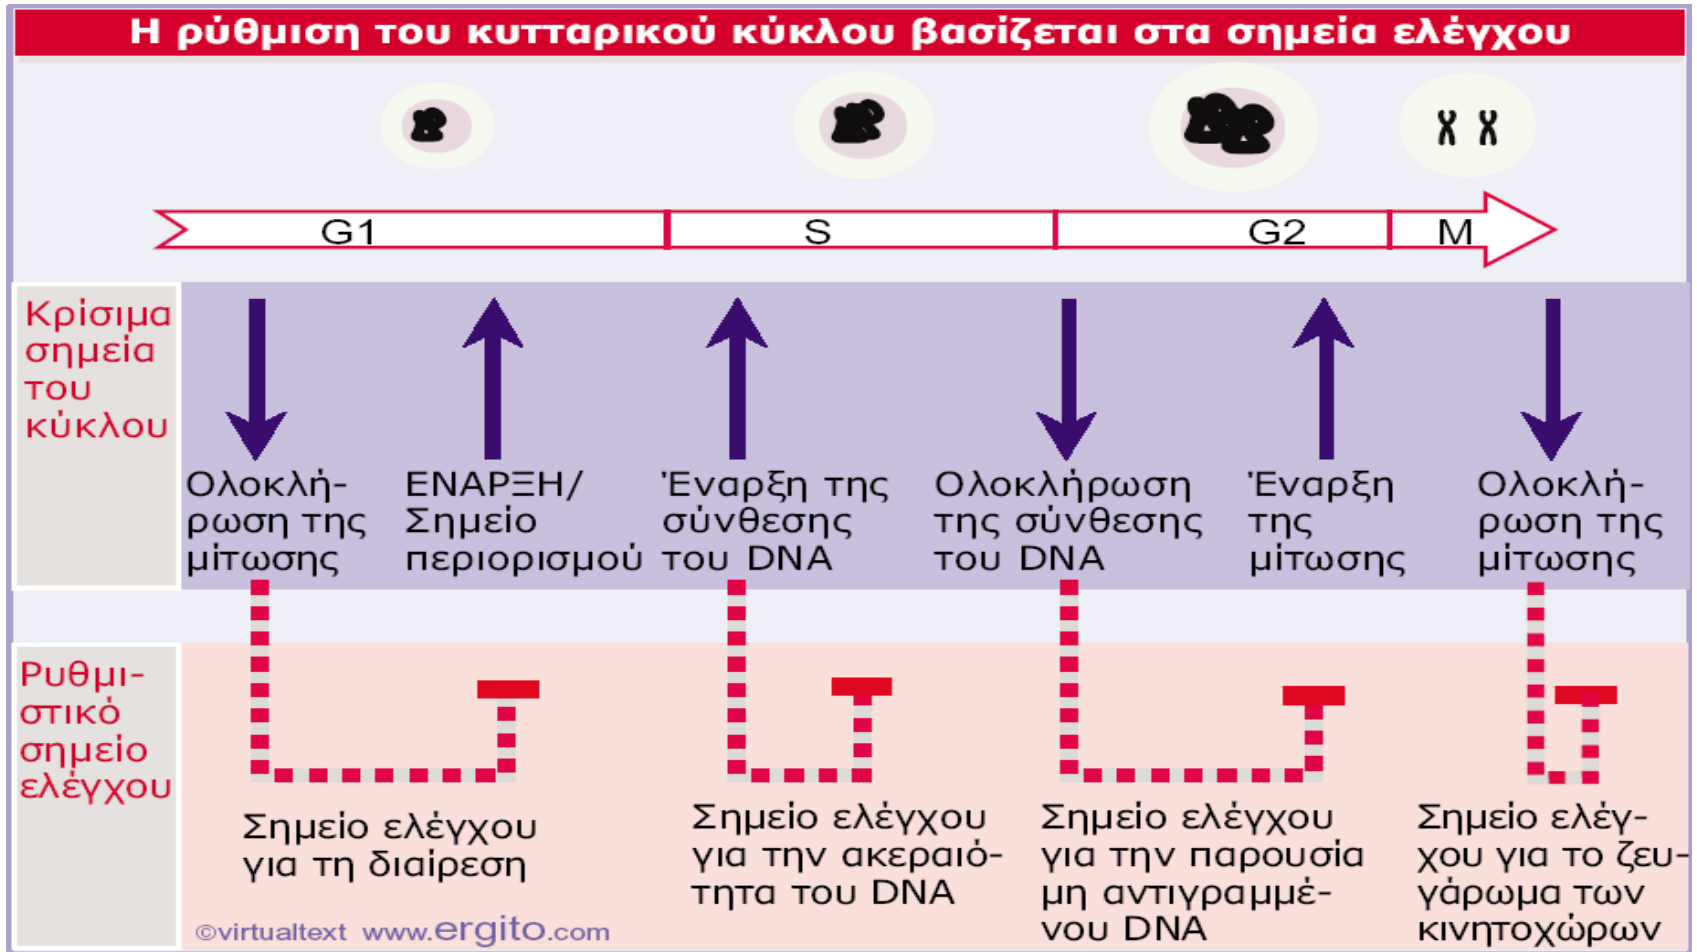 Η ρύθμιση του κυτταρικού κύκλου βασίζεται στα σημεία ελέγχου
G1
S
G2
M
Κρίσιμα
σημεία
του
κύκλου
Ολοκλή-
ρωση της
μίτωσης
ΕΝΑΡΞΗ/
Σημείο
περιορισμού
Έναρξη της
σύνθεσης
του DNA
Ολοκλήρωση
της σύνθεσης
του DNA
Έναρξη
της
μίτωσης
Ολοκλή-
ρωση της
μίτωσης
Ρυθμι-
στικό
σημείο
ελέγχου
Σημείο ελέγχου
για τη διαίρεση
Σημείο ελέγχου
για την ακεραιό-
τητα του DNA
Σημείο ελέγχου
για την παρουσία
μη αντιγραμμέ-
νου DNA
Σημείο ελέγ-
χου για το ζευ-
γάρωμα των
κινητοχώρων
©virtualtext www.ergito.com